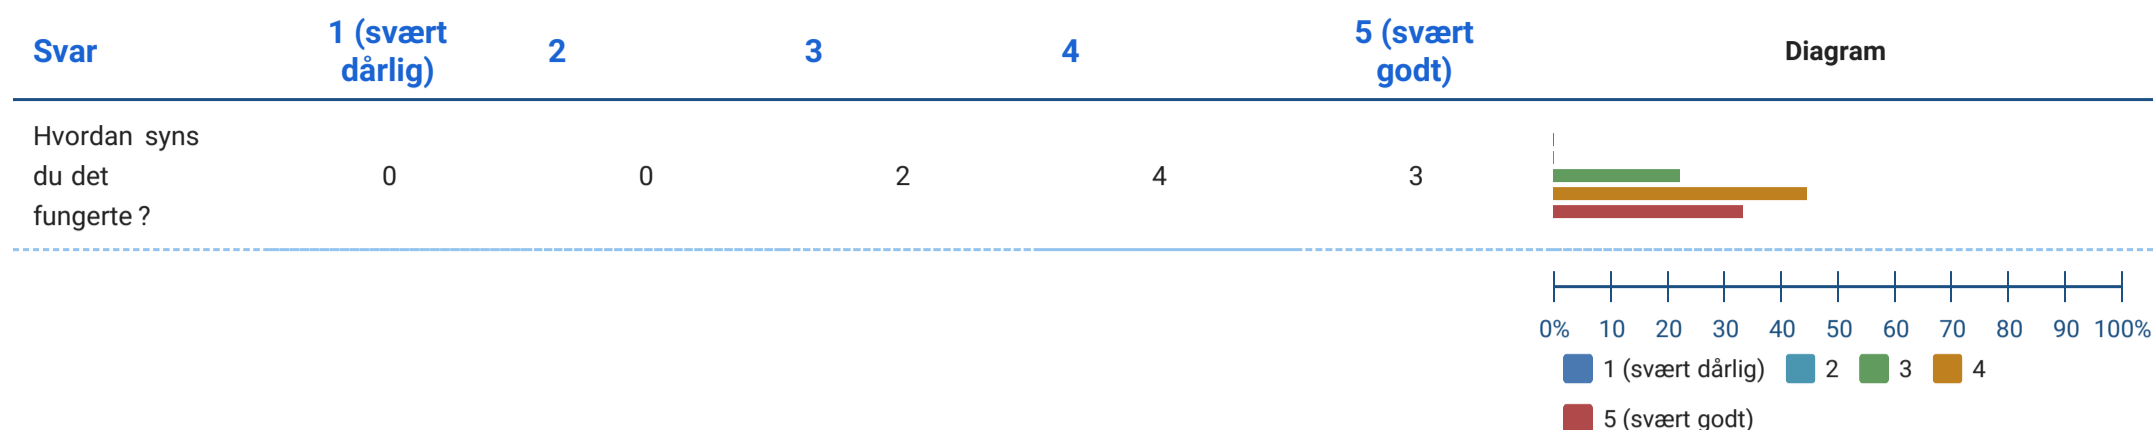 Svar 1 (svært dårlig) 2 3 4 5 (svært godt) Diagram
Hvordan syns
du det 0 0 2 4 3
fungerte ?
0% 10 20 30 40 50 60 70 80 90 100%
1 (svært dårlig) 2 3 4
5 (svært godt)